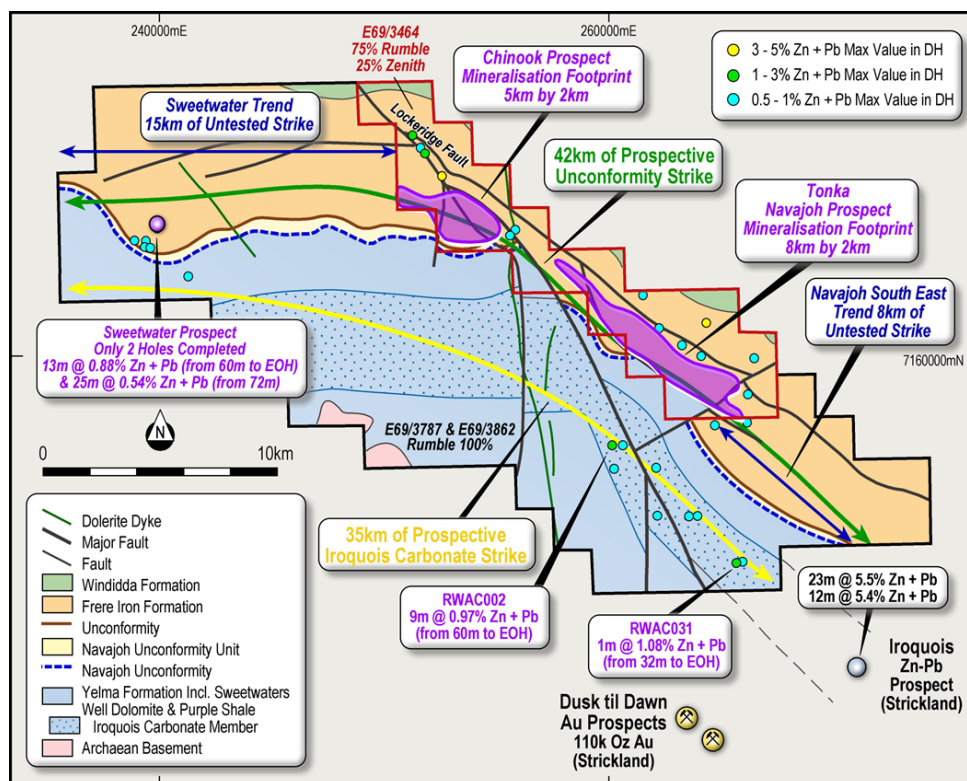 240000mE
260000mE
E69/3464
75% Rumble
25% Zenith
Chinook Prospect
Mineralisation Footprint
5km by 2km
3 - 5% Zn + Pb Max Value in DH
1 - 3% Zn + Pb Max Value in DH
0.5 - 1% Zn + Pb Max Value in DH
Sweetwater Trend
15km of Untested Strike
Lockeridge Fault
42km of Prospective
Unconformity Strike
Tonka
Navajoh Prospect
Mineralisation Footprint
8km by 2km
Navajoh South East
Trend 8km of
Untested Strike
Sweetwater Prospect
Only 2 Holes Completed
13m @ 0.88% Zn + Pb (from 60m to EOH)
& 25m @ 0.54% Zn + Pb (from 72m)
7160000mN
N
0
10km
E69/3787 & E69/3862
Rumble 100%
35km of Prospective
Iroquois Carbonate Strike
RWAC002
9m @ 0.97% Zn + Pb
(from 60m to EOH)
RWAC031
1m @ 1.08% Zn + Pb
(from 32m to EOH)
23m @ 5.5% Zn + Pb
12m @ 5.4% Zn + Pb
Iroquois
Zn-Pb
Prospect
(Strickland)
Dusk til Dawn
Au Prospects
110k Oz Au
(Strickland)
Dolerite Dyke
Major Fault
Fault
Windidda Formation
Frere Iron Formation
Unconformity
Navajoh Unconformity Unit
Navajoh Unconformity
Yelma Formation Incl. Sweetwaters
Well Dolomite & Purple Shale
Iroquois Carbonate Member
Archaean Basement